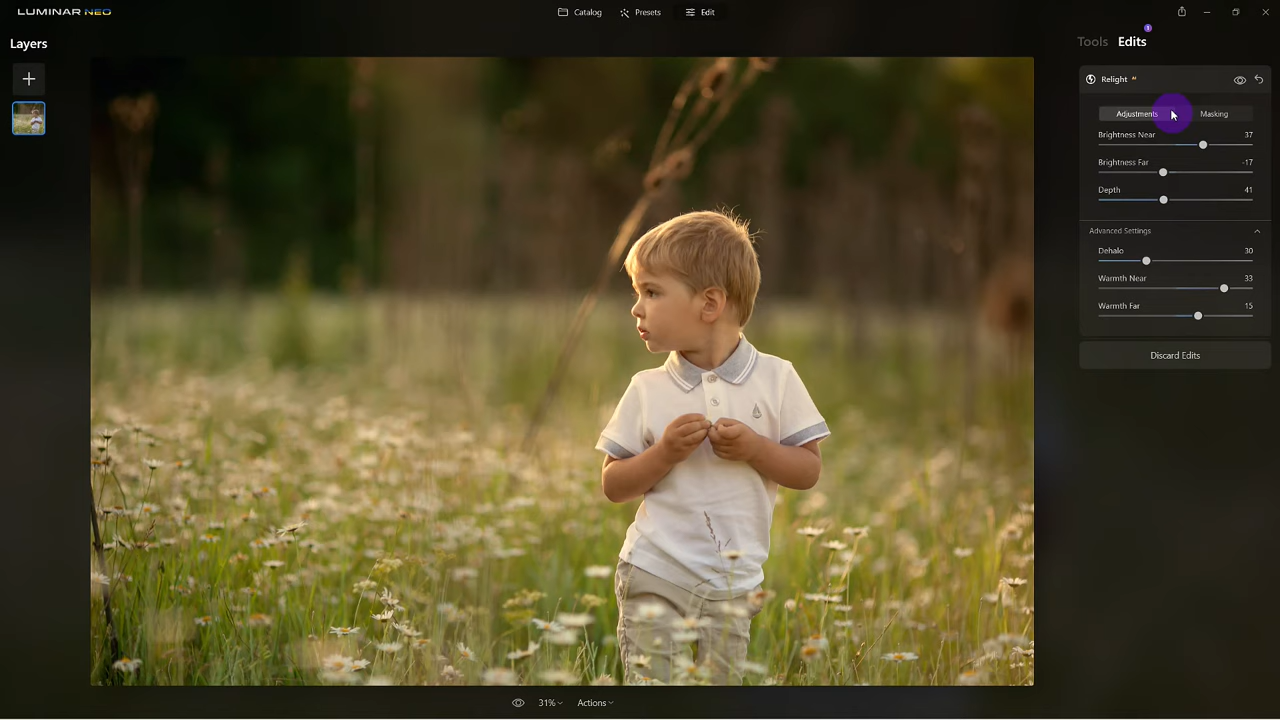 LUMINAR NEO
Catalog
Presets
Edit
Layers
Tools Edits
1
Relight
Adjustments
Masking
Brightness Near 37
Brightness Far -17
Depth 41
Advanced Settings
Dehalo 30
Warmth Near 33
Warmth Far 15
Discard Edits
31%
Actions